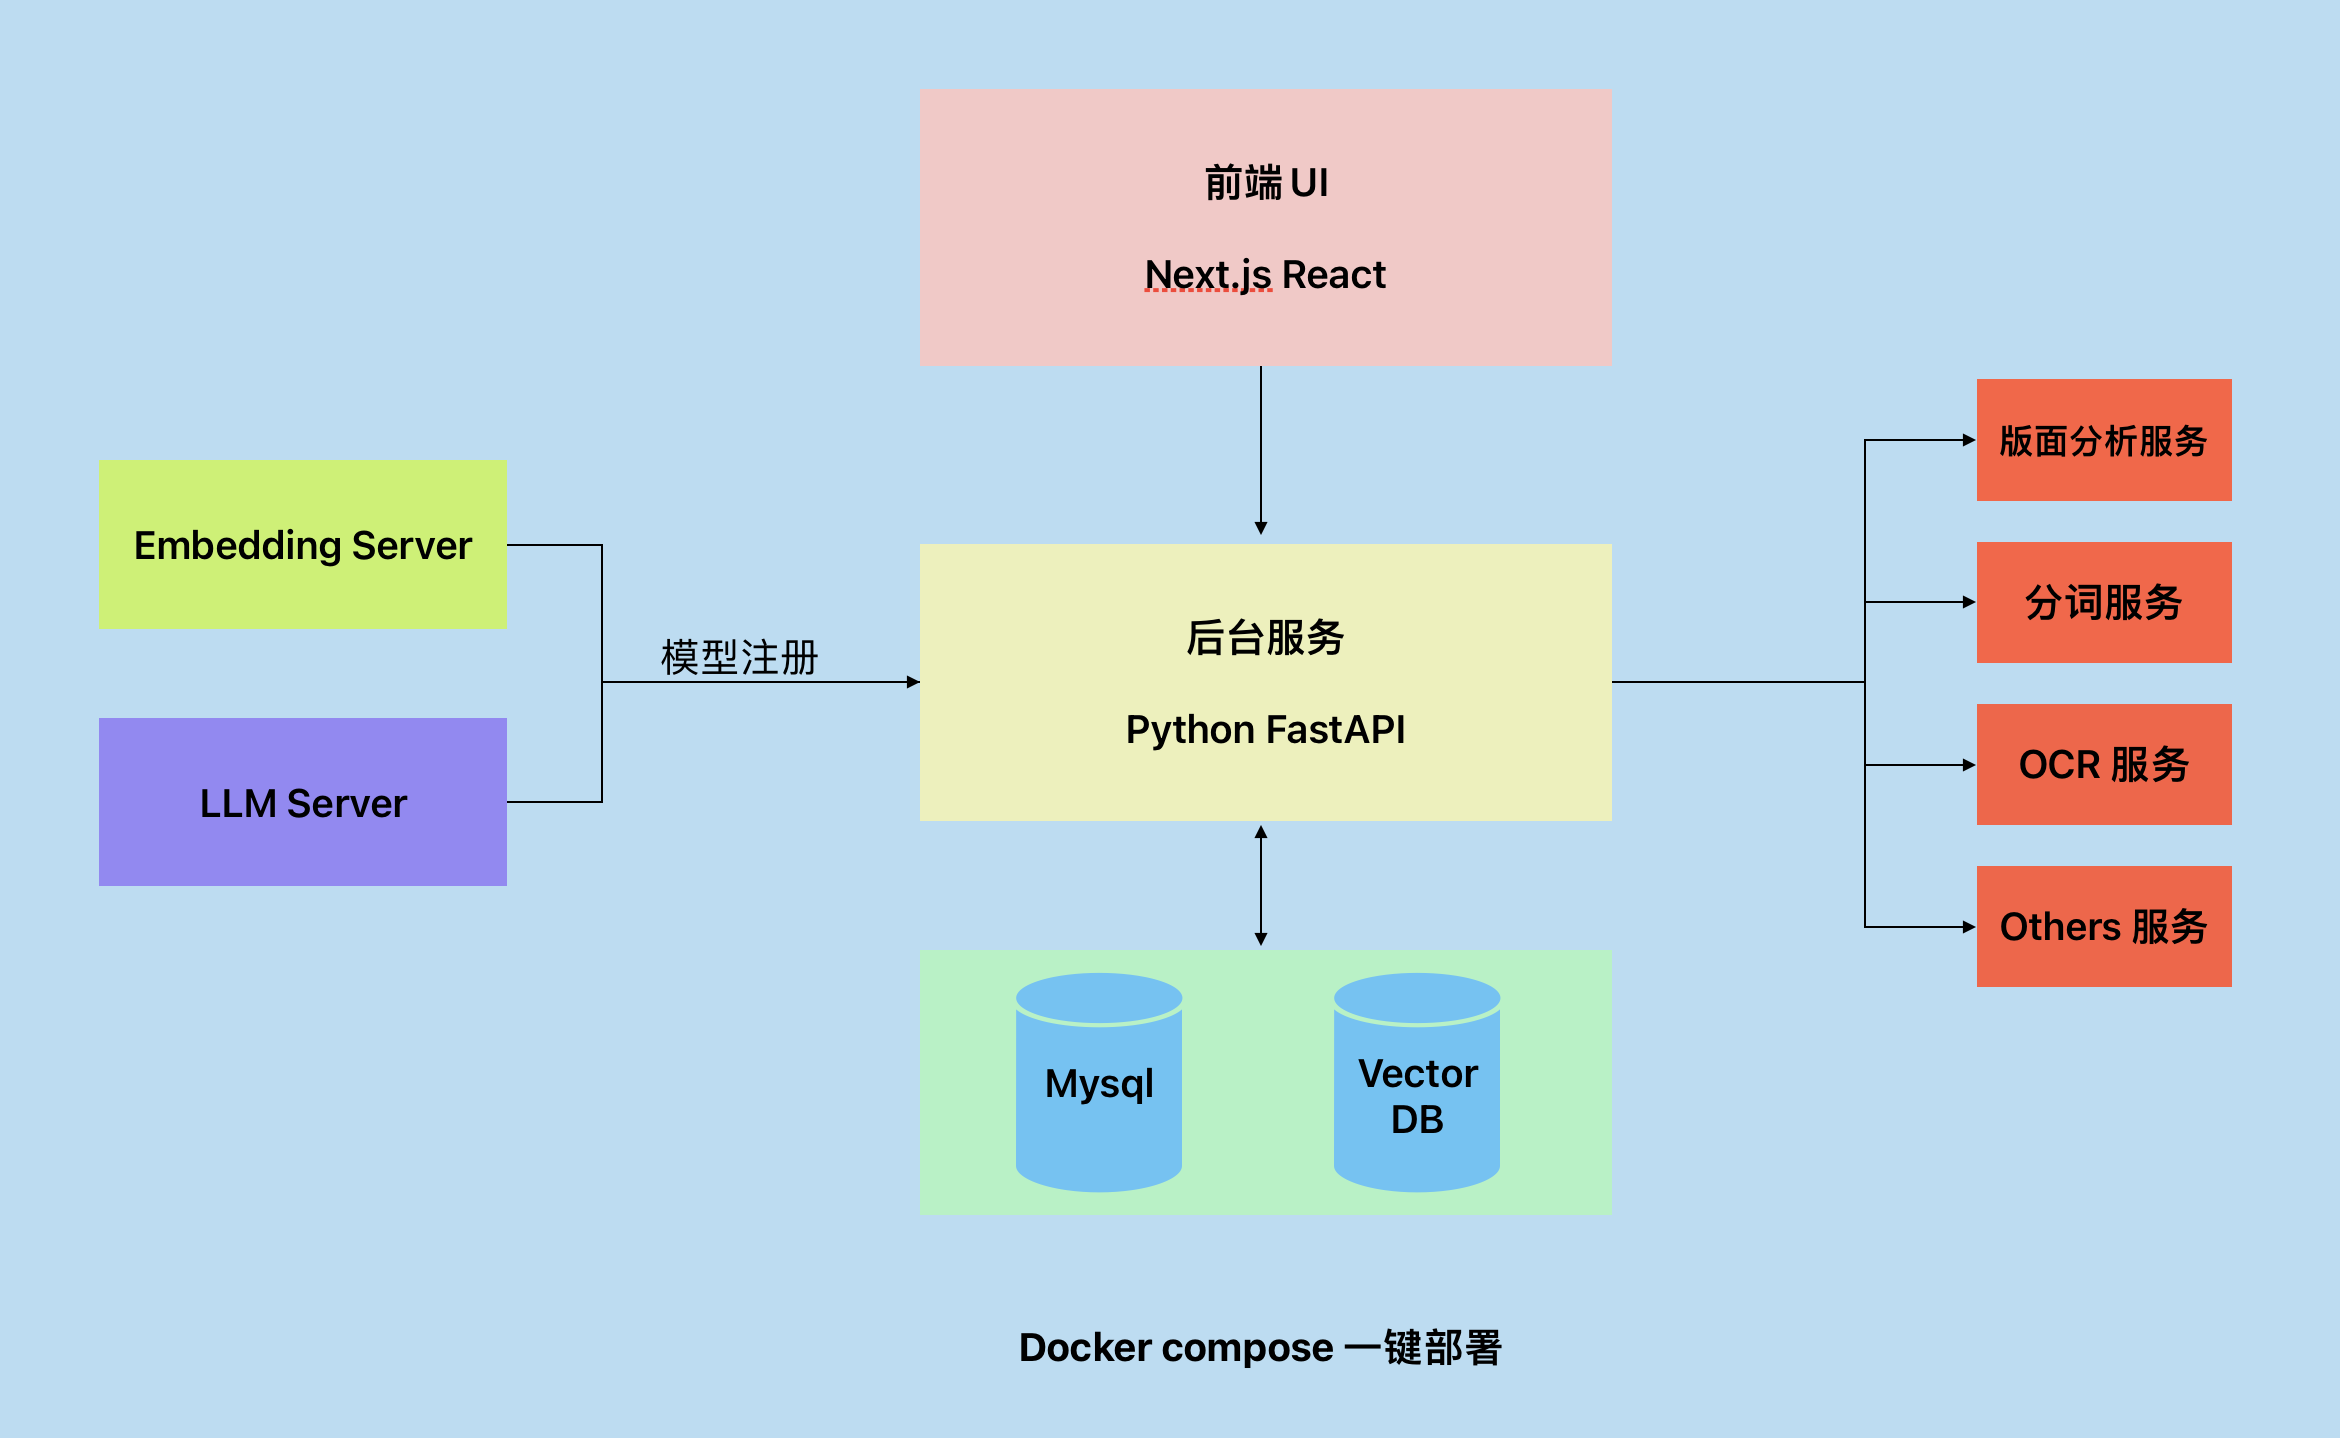 前端 UI
Next.js React
Embedding Server
LLM Server
模型注册
后台服务
Python FastAPI
版面分析服务
分词服务
OCR 服务
Others 服务
Mysql
Vector
DB
Docker compose 一键部署